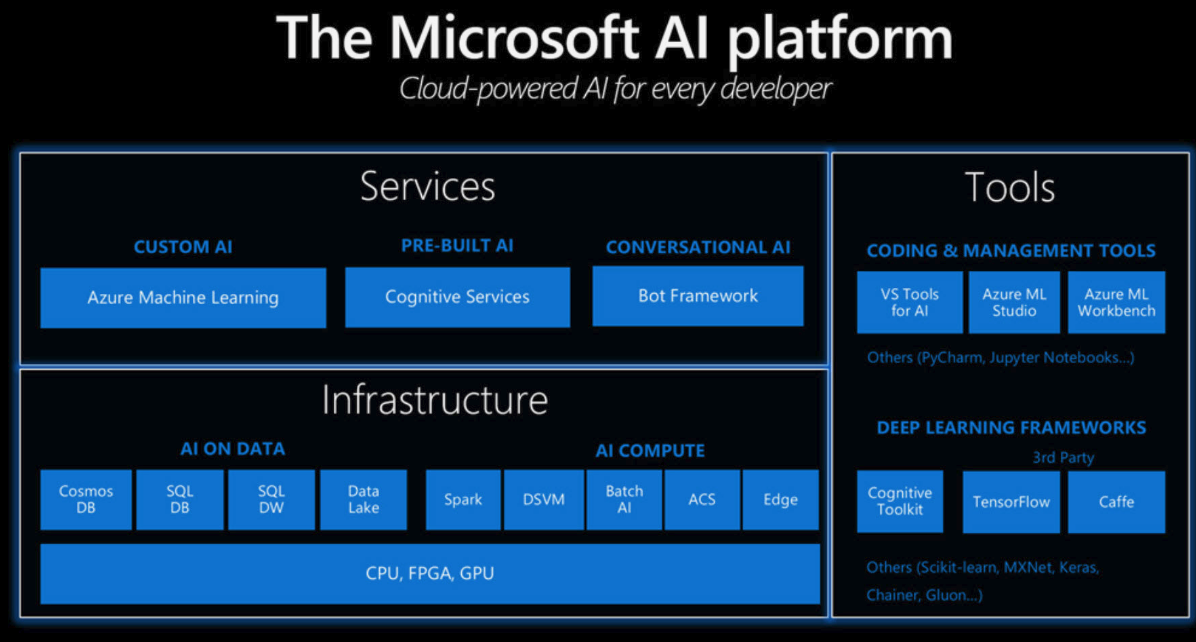 The Microsoft AI platform
Cloud-powered AI for every developer
Services
CUSTOM AI
Azure Machine Learning
PRE-BUILT AI
Cognitive Services
CONVERSATIONAL AI
Bot Framework
Infrastructure
AI ON DATA
Cosmos
DB
SQL
DB
SQL
DW
Data
Lake
AI COMPUTE
Spark
DSVM
Batch
AI
ACS
Edge
CPU, FPGA, GPU
Tools
CODING & MANAGEMENT TOOLS
VS Tools
for AI
Azure ML
Studio
Azure ML
Workbench
Others (PyCharm, Jupyter Notebooks...)
DEEP LEARNING FRAMEWORKS
3rd Party
Cognitive
Toolkit
TensorFlow
Caffe
Others (Scikit-learn, MXNet, Keras,
Chainer, Gluon...)